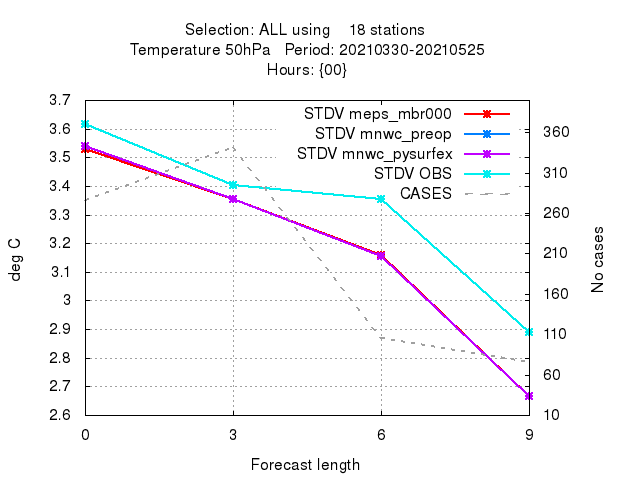 Selection: ALL using    18 stations
Temperature 50hPa   Period: 20210330-20210525
Hours: {00}
STDV meps_mbr000
STDV mnwc_preop
STDV mnwc_pysurfex
STDV OBS
CASES
3.7
3.6
3.5
3.4
3.3
3.2
3.1
3
2.9
2.8
2.7
2.6
deg C
360
310
260
210
160
110
60
10
No cases
0 3 6 9
Forecast length